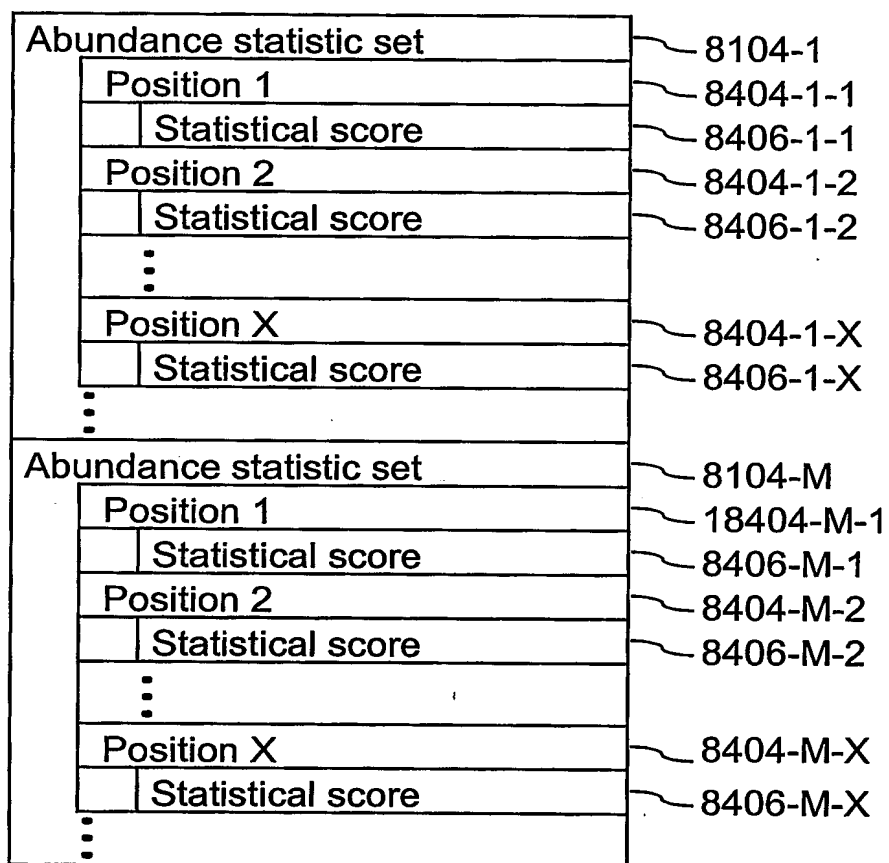 Abundance statistic set 8104-1
Position 1 8404-1-1
Statistical score 8406-1-1
Position 2 8404-1-2
Statistical score 8406-1-2
Position X 8404-1-X
Statistical score 8406-1-X
Abundance statistic set 8104-M
Position 1 18404-M-1
Statistical score 8406-M-1
Position 2 8404-M-2
Statistical score 8406-M-2
Position X 8404-M-X
Statistical score 8406-M-X